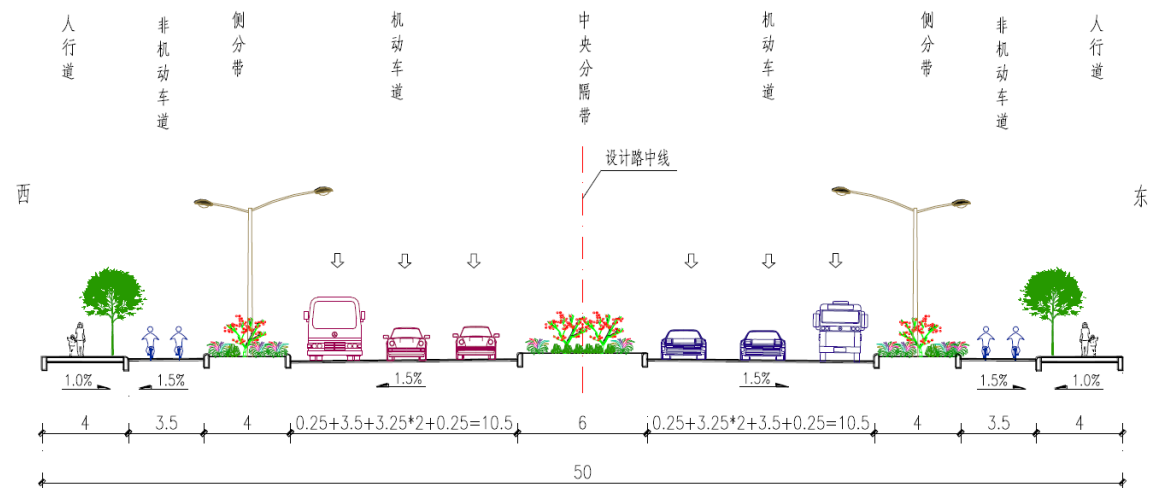 人行道
非机动车道
侧分带
机动车道
中央分隔带
机动车道
侧分带
非机动车道
人行道
设计路中线
西
东
1.0%
1.5%
1.5%
1.5%
1.5%
1.0%
4
3.5
4
0.25+3.5+3.25*2+0.25=10.5
6
0.25+3.25*2+3.5+0.25=10.5
4
3.5
4
50